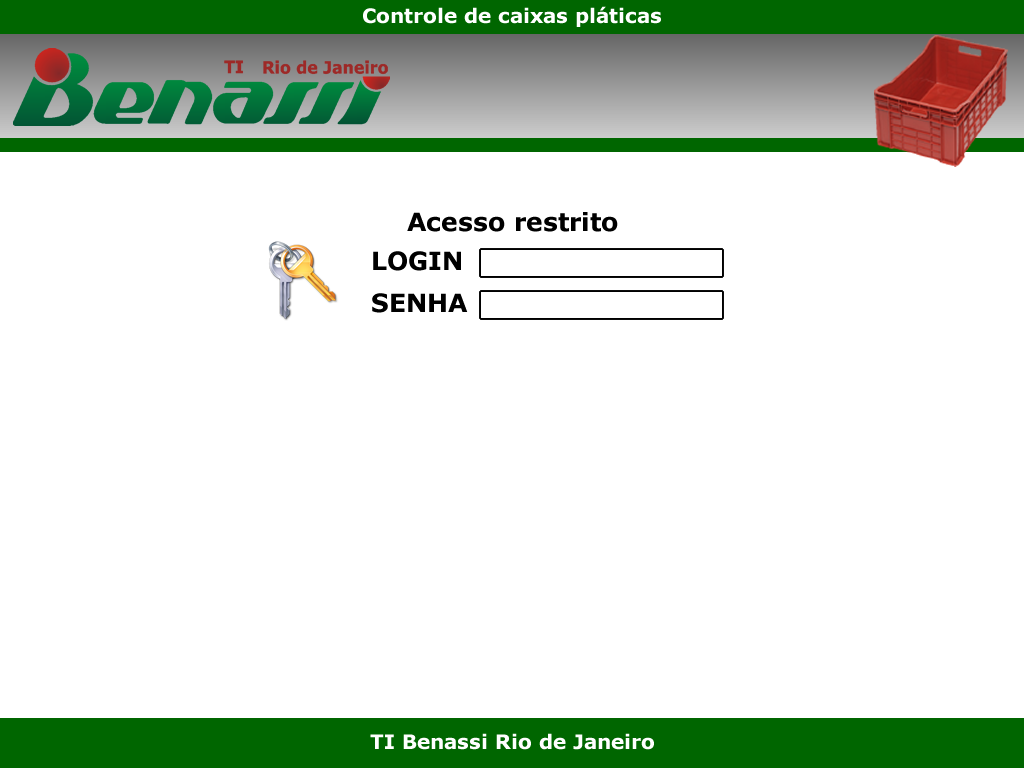 Controle de caixas pláticas
TI Rio de Janeiro
Benassi
Acesso restrito
LOGIN
SENHA
TI Benassi Rio de Janeiro